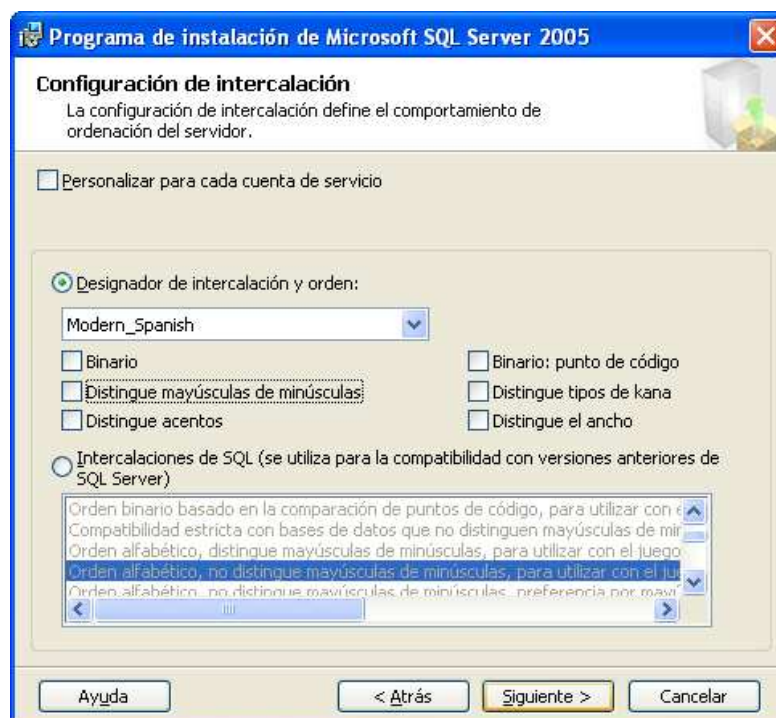 Programa de instalación de Microsoft SQL Server 2005
Configuración de intercalación
La configuración de intercalación define el comportamiento de
ordenación del servidor.
Personalizar para cada cuenta de servicio
Designador de intercalación y orden:
Modern_Spanish
Binario
Binario: punto de código
Distingue mayúsculas de minúsculas
Distingue tipos de kana
Distingue acentos
Distingue el ancho
Intercalaciones de SQL (se utiliza para la compatibilidad con versiones anteriores de
SQL Server)
Orden binario basado en la comparación de puntos de código, para utilizar con
Compatibilidad estricta con bases de datos que no distinguen mayúsculas de
Orden alfabético, distingue mayúsculas de minúsculas, para utilizar con el juego
Orden alfabético, no distingue mayúsculas de minúsculas, para utilizar con el
Orden alfabético, no distingue mayúsculas de minúsculas, preferencia por
Ayuda
< Atrás
Siguiente >
Cancelar